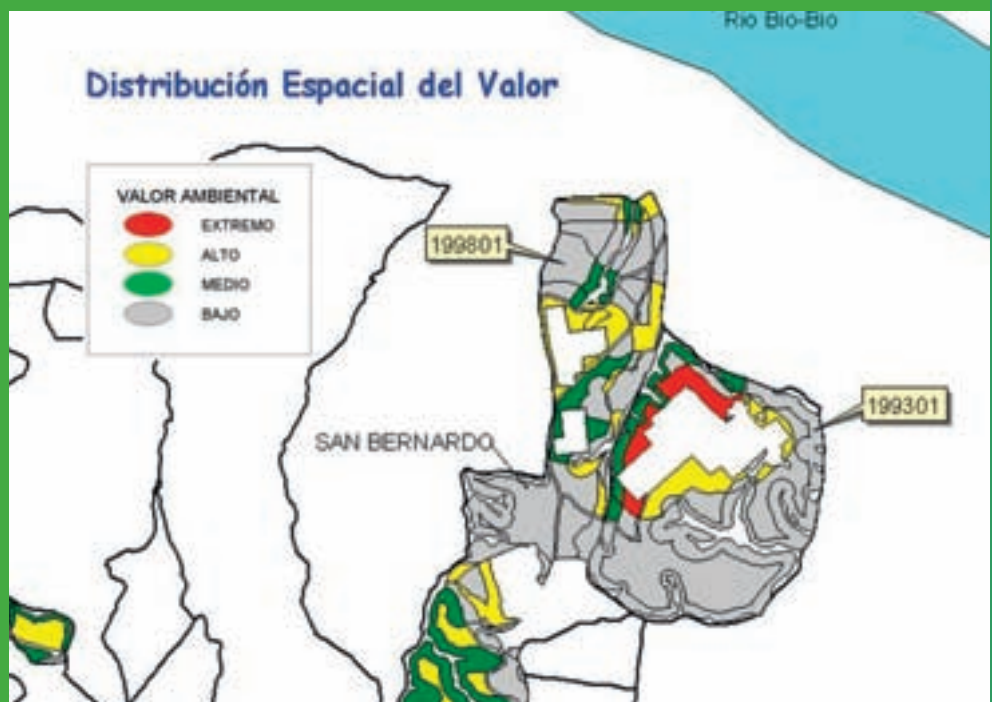 Rio Bio-Bio
Distribución Espacial del Valor
VALOR AMBIENTAL
EXTREMO
ALTO
MEDIO
BAJO
199801
199301
SAN BERNARDO